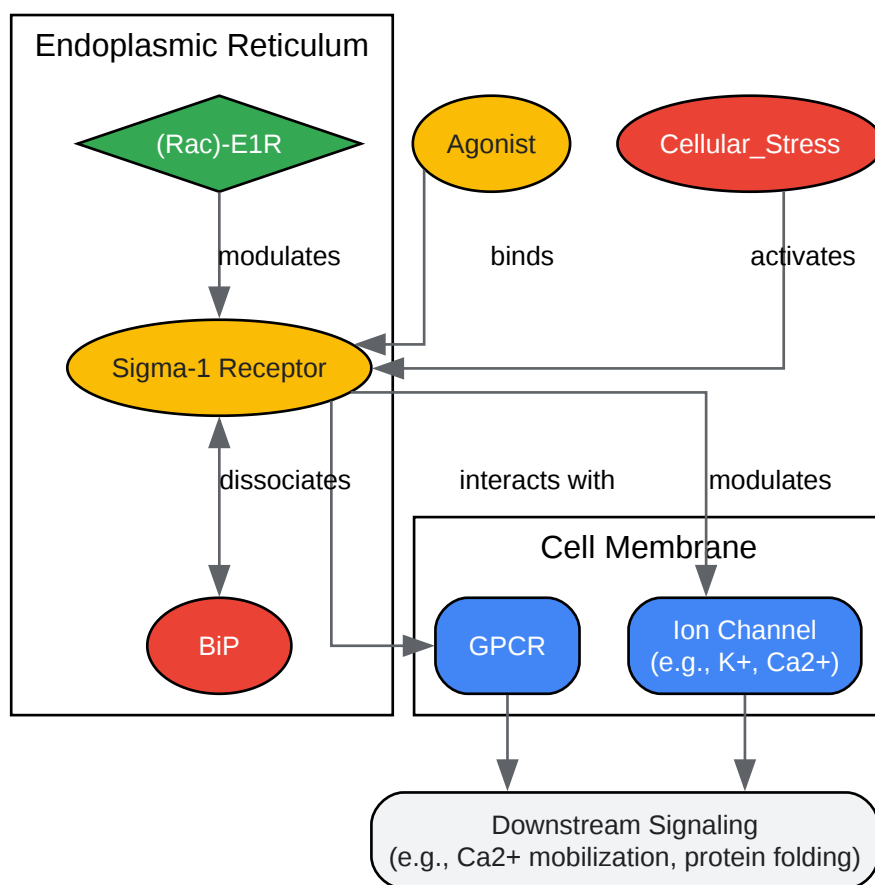 Endoplasmic Reticulum
(Rac)-E1R
Agonist
Cellular_Stress
modulates
binds
activates
Sigma-1 Receptor
dissociates
interacts with
modulates
Cell Membrane
BiP
GPCR
Ion Channel
(e.g., K+, Ca2+)
Downstream Signaling
(e.g., Ca2+ mobilization, protein folding)